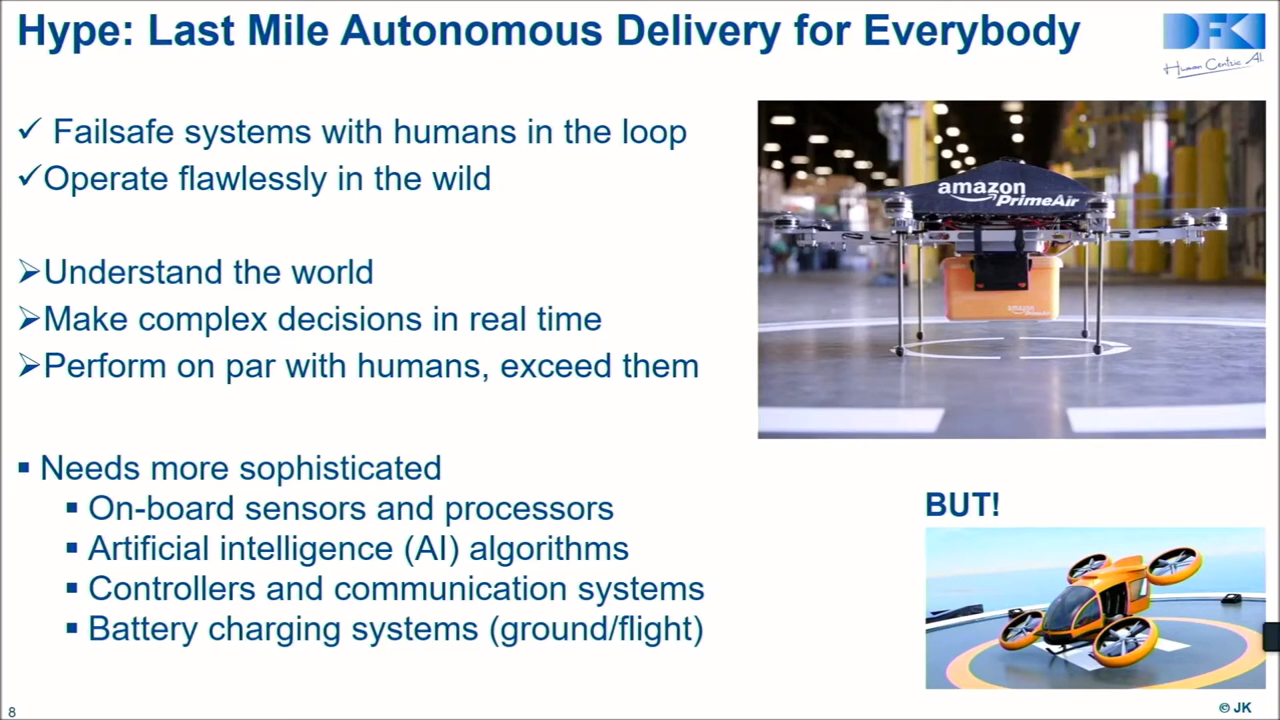 Hype: Last Mile Autonomous Delivery for Everybody
DFKI
Human Centric AI.
✓ Failsafe systems with humans in the loop
✓Operate flawlessly in the wild
➢Understand the world
➢Make complex decisions in real time
➢Perform on par with humans, exceed them
▪ Needs more sophisticated
▪ On-board sensors and processors
▪ Artificial intelligence (AI) algorithms
▪ Controllers and communication systems
▪ Battery charging systems (ground/flight)
amazon
PrimeAir
amazon
PrimeAir
BUT!
8
© JK